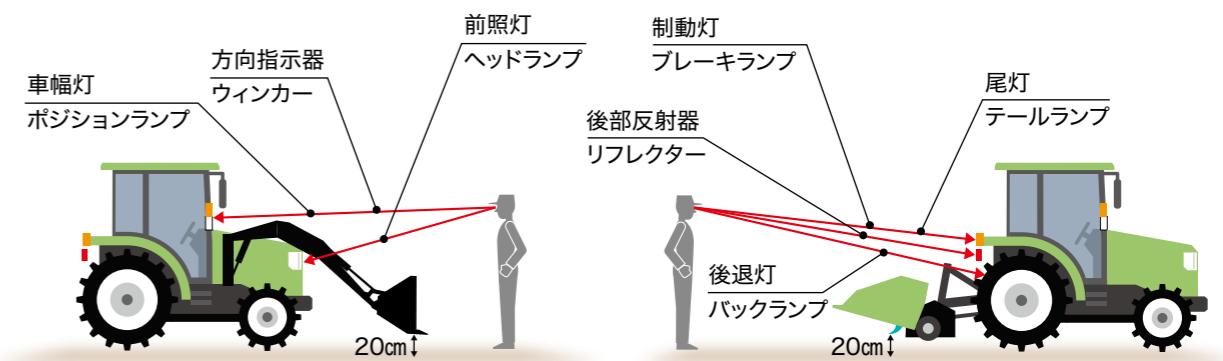 前照灯
ヘッドランプ
方向指示器
ウィンカー
車幅灯
ポジションランプ
20㎝
制動灯
ブレーキランプ
尾灯
テールランプ
後部反射器
リフレクター
後退灯
バックランプ
20㎝